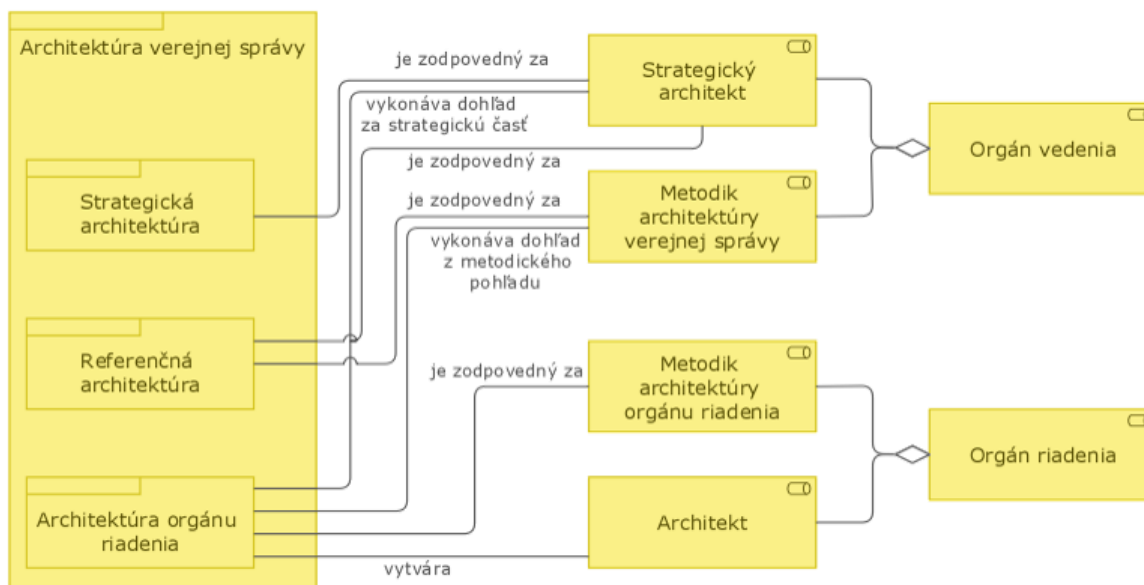 Architektúra verejnej správy
je zodpovedný za
Strategický
architekt
vykonáva dohľad
za strategickú časť
Orgán vedenia
je zodpovedný za
Strategická
architektúra
je zodpovedný za
Metodik
architektúry
verejnej správy
vykonáva dohľad
z metodického
pohľadu
Referenčná
architektúra
je zodpovedný za
Metodik
architektúry
orgánu riadenia
Orgán riadenia
Architektúra orgánu
riadenia
Architekt
vytvára